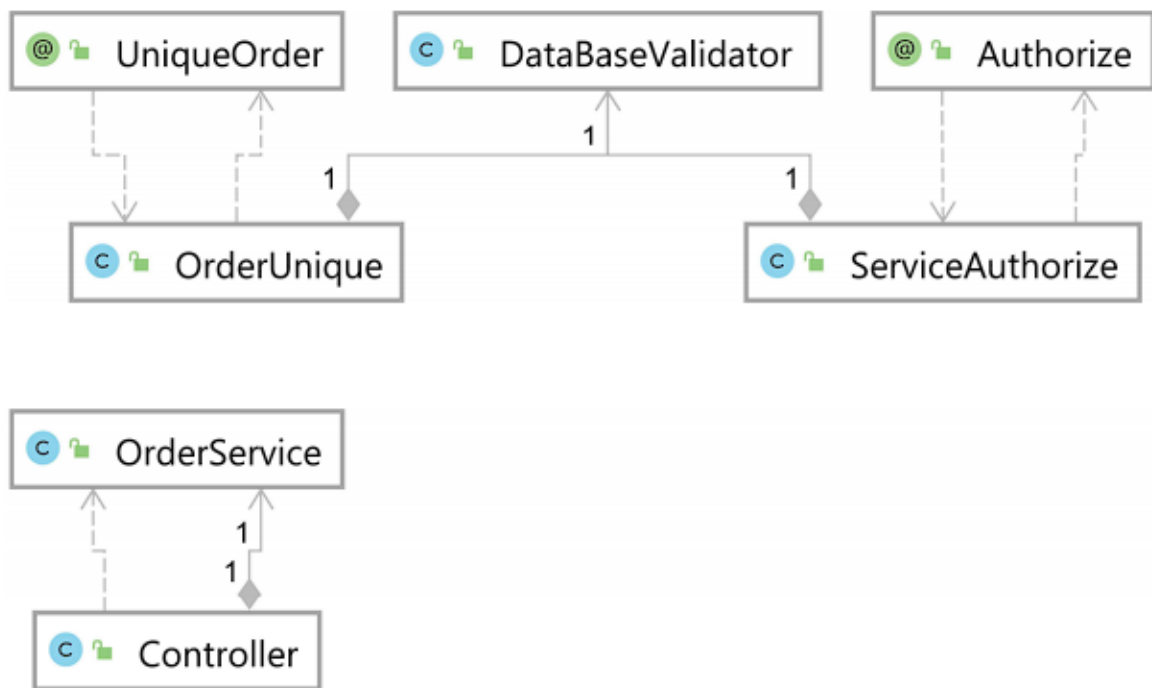 @ UniqueOrder
C DataBaseValidator
@ Authorize
1
1
1
C OrderUnique
C ServiceAuthorize
C OrderService
1
1
C Controller